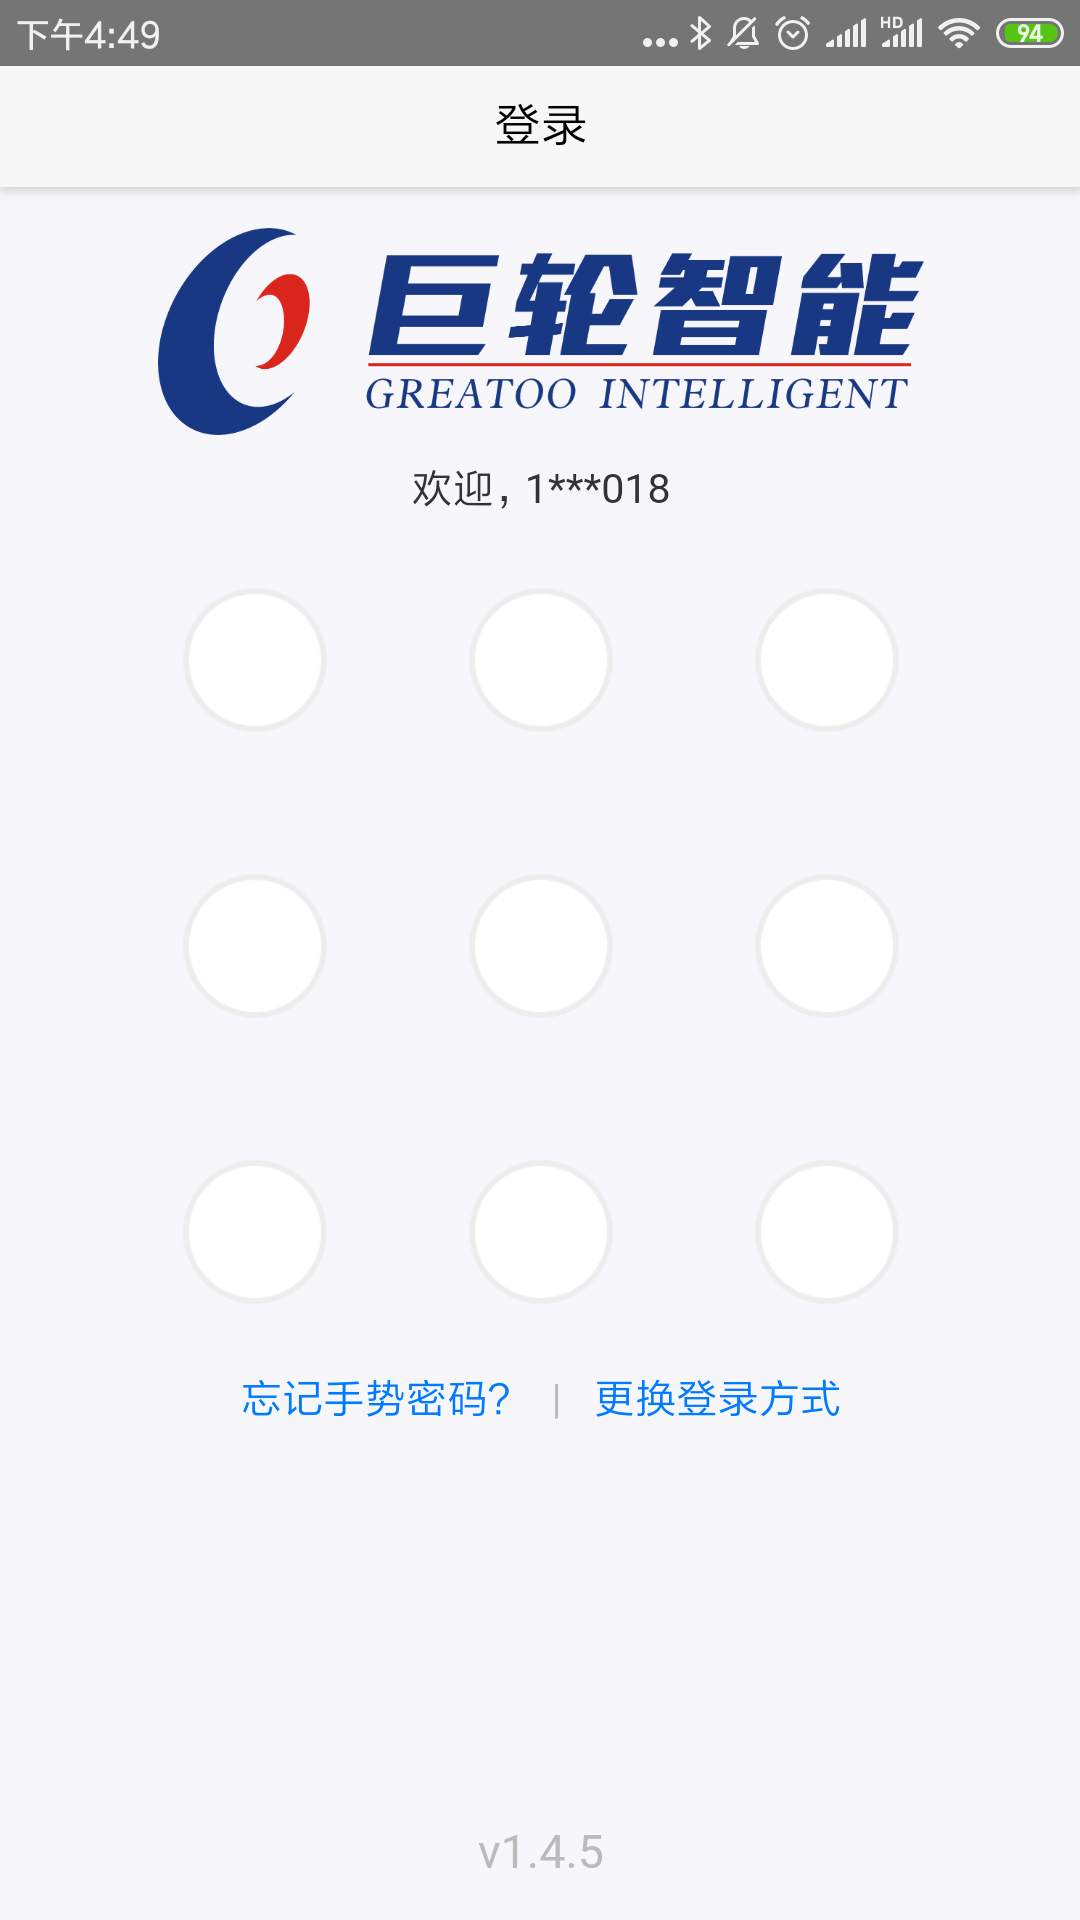 下午4:49
HD
94
登录
巨轮智能
GREATOO INTELLIGENT
欢迎, 1***018
忘记手势密码? | 更换登录方式
v1.4.5